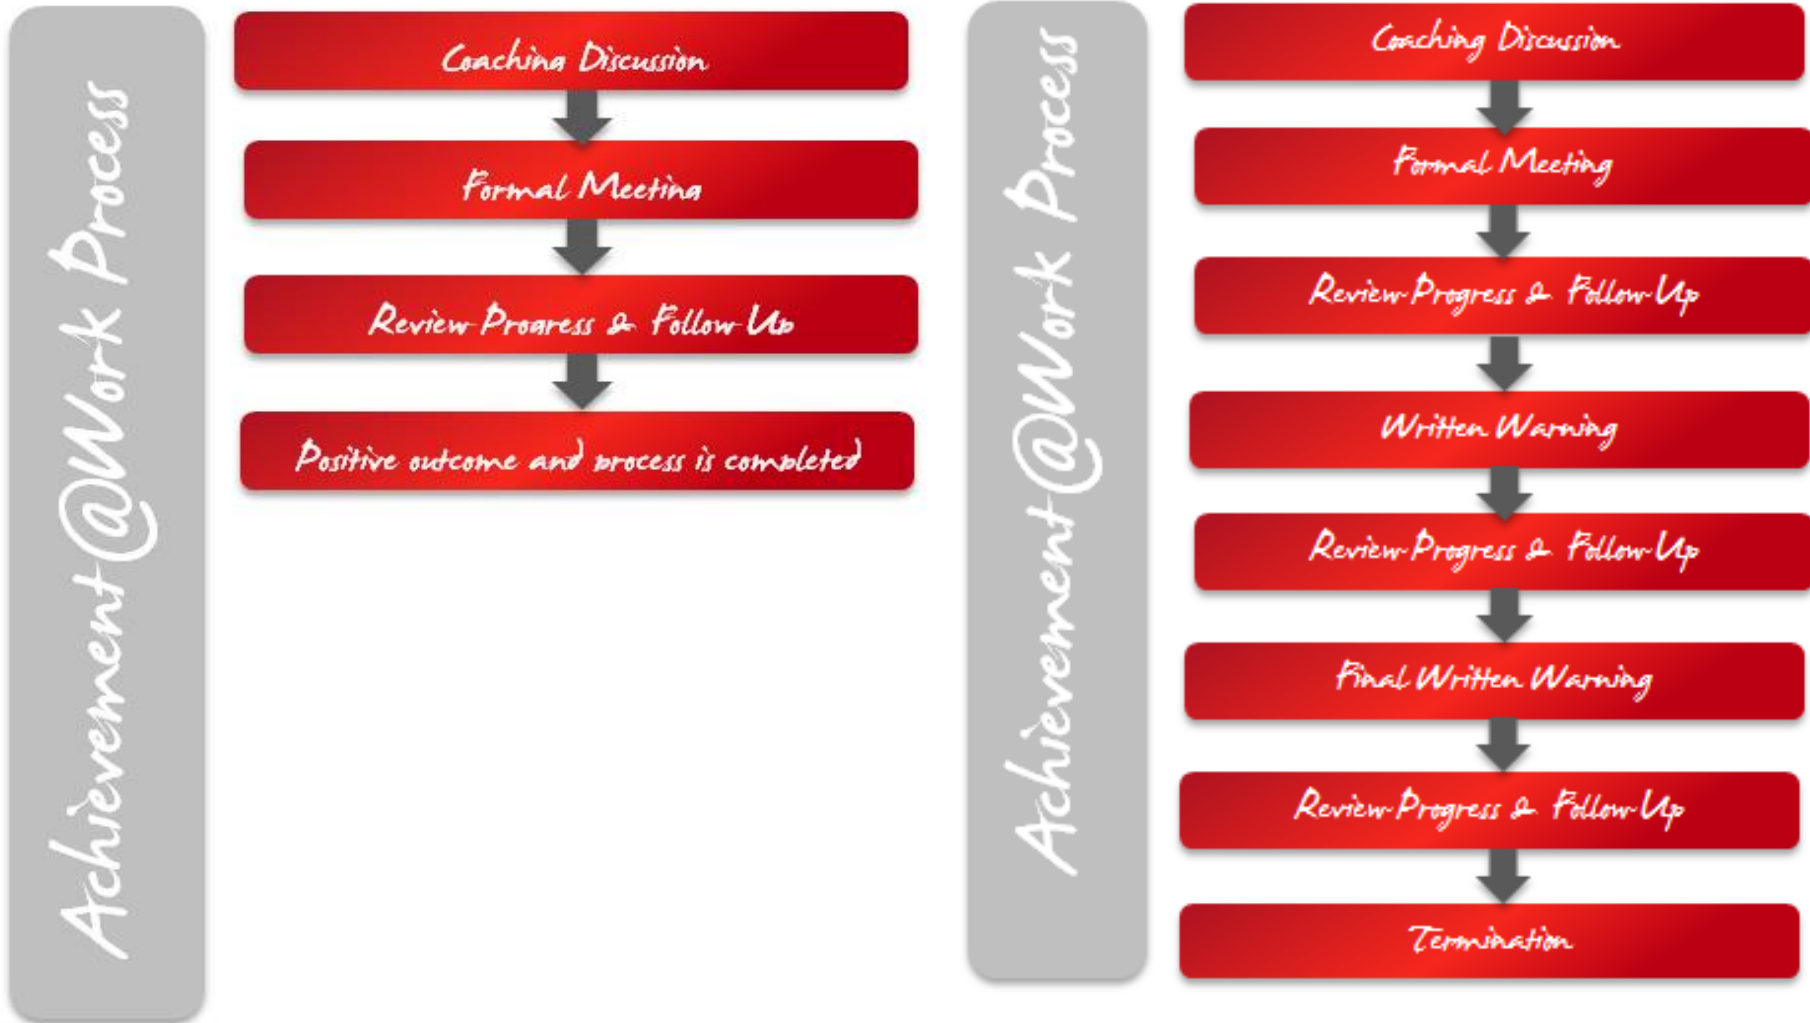 Achievement@Work Process
Coaching Discussion
Formal Meeting
Review Progress & Follow Up
Positive outcome and process is completed
Achievement@Work Process
Coaching Discussion
Formal Meeting
Review Progress & Follow Up
Written Warning
Review Progress & Follow Up
Final Written Warning
Review Progress & Follow Up
Termination